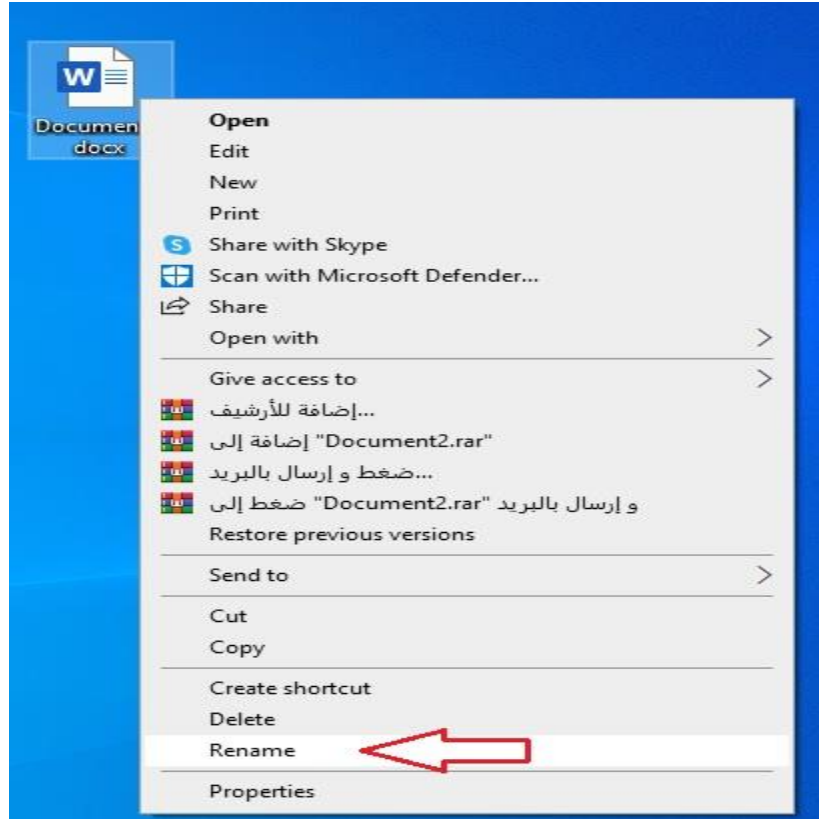 W
Documen
docx
Open
Edit
New
Print
S Share with Skype
Scan with Microsoft Defender...
Share
Open with
Give access to
...إضافة للأرشيف
إضافة إلى "Document2.rar"
...ضغط و إرسال بالبريد
ضغط إلى "Document2.rar" و إرسال بالبريد
Restore previous versions
Send to
Cut
Copy
Create shortcut
Delete
Rename
Properties